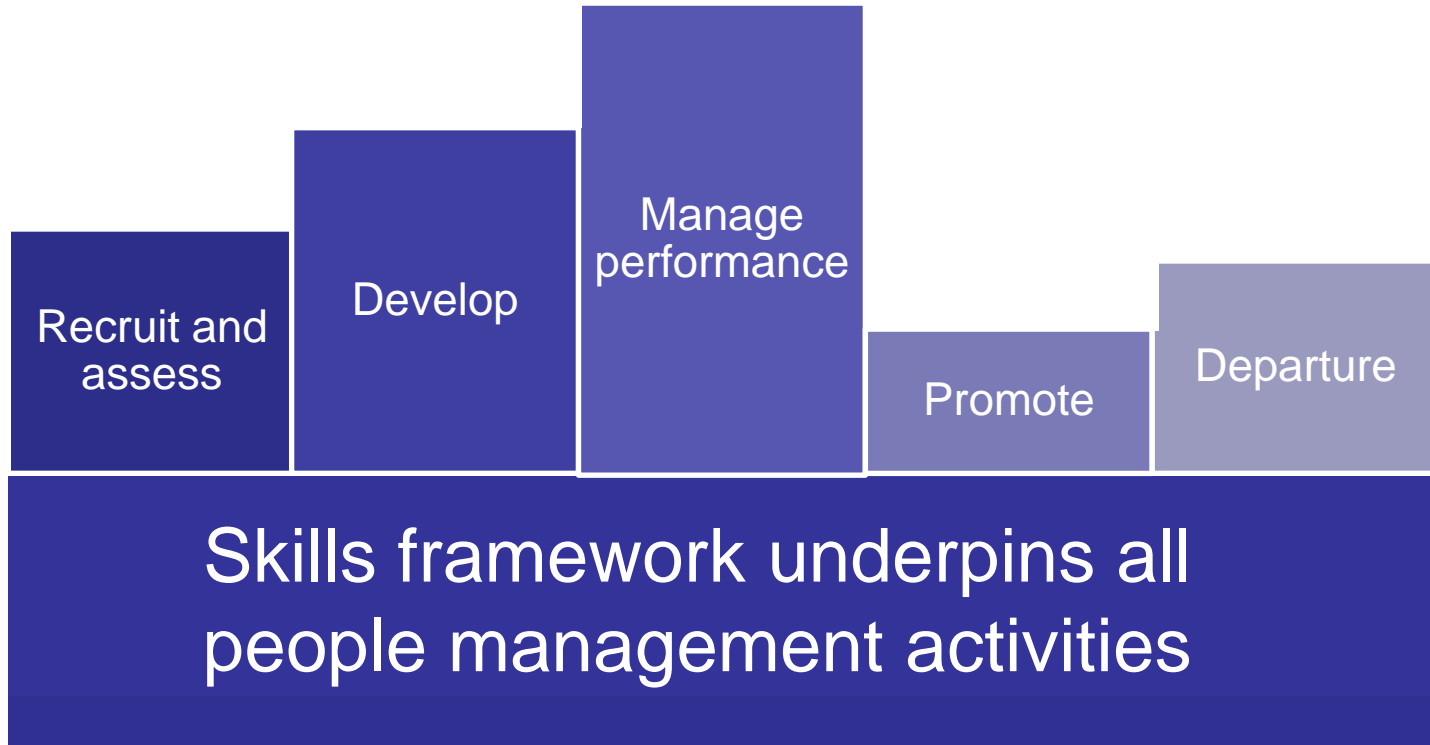 Manage
performance
Develop
Recruit and
assess
Promote
Departure
Skills framework underpins all
people management activities